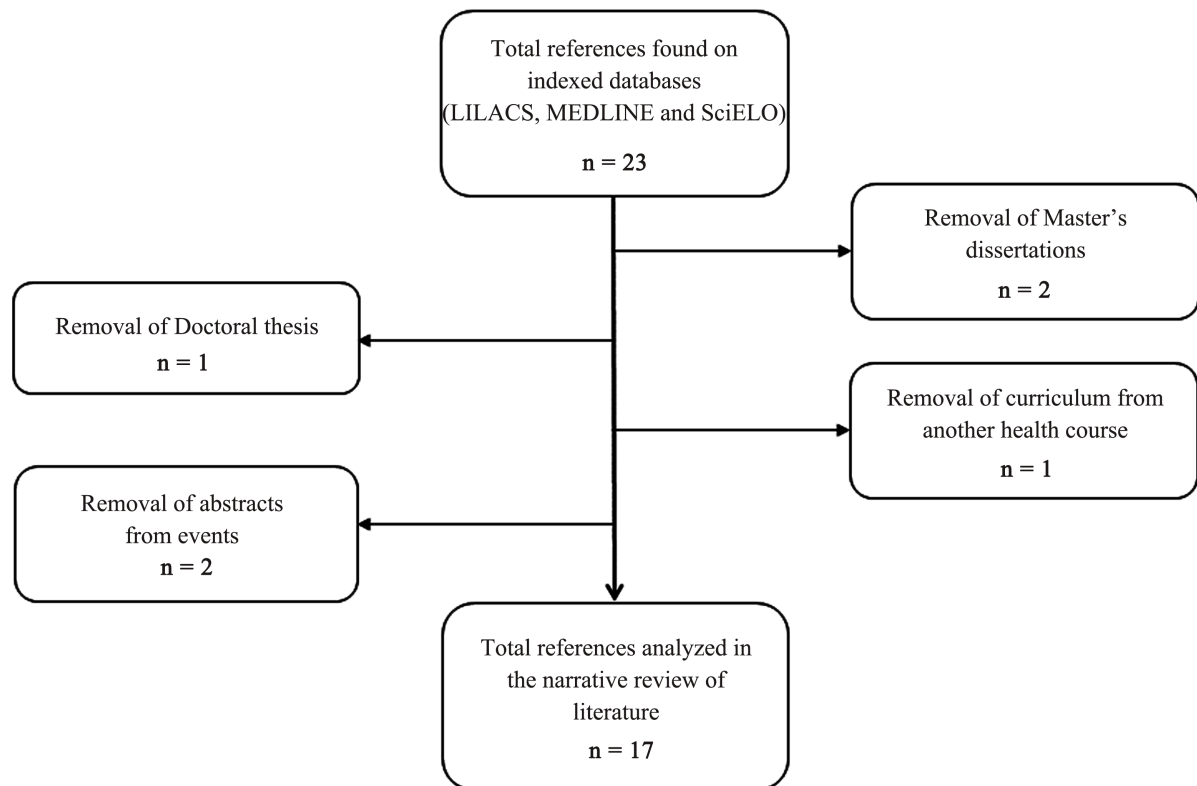 Total references found on
indexed databases
(LILACS, MEDLINE and SciELO)
n = 23
Removal of Master’s
dissertations
n = 2
Removal of Doctoral thesis
n = 1
Removal of curriculum from
another health course
n = 1
Removal of abstracts
from events
n = 2
Total references analyzed in
the narrative review of
literature
n = 17